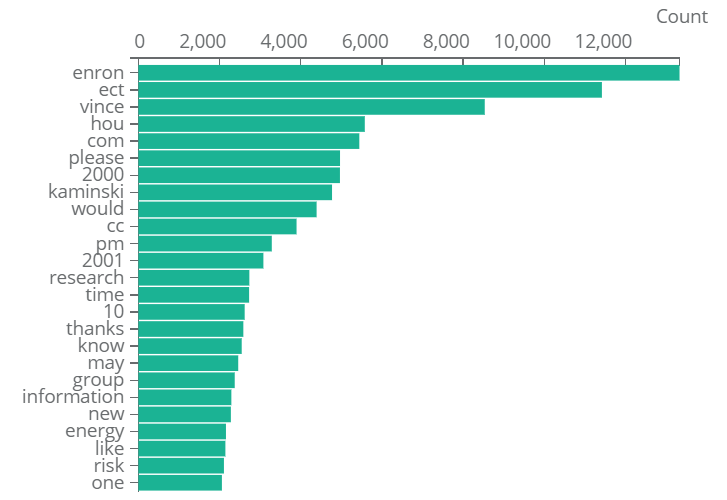 Count
0 2,000 4,000 6,000 8,000 10,000 12,000
enron
ect
vince
hou
com
please
2000
kaminski
would
cc
pm
2001
research
time
10
thanks
know
may
group
information
new
energy
like
risk
one